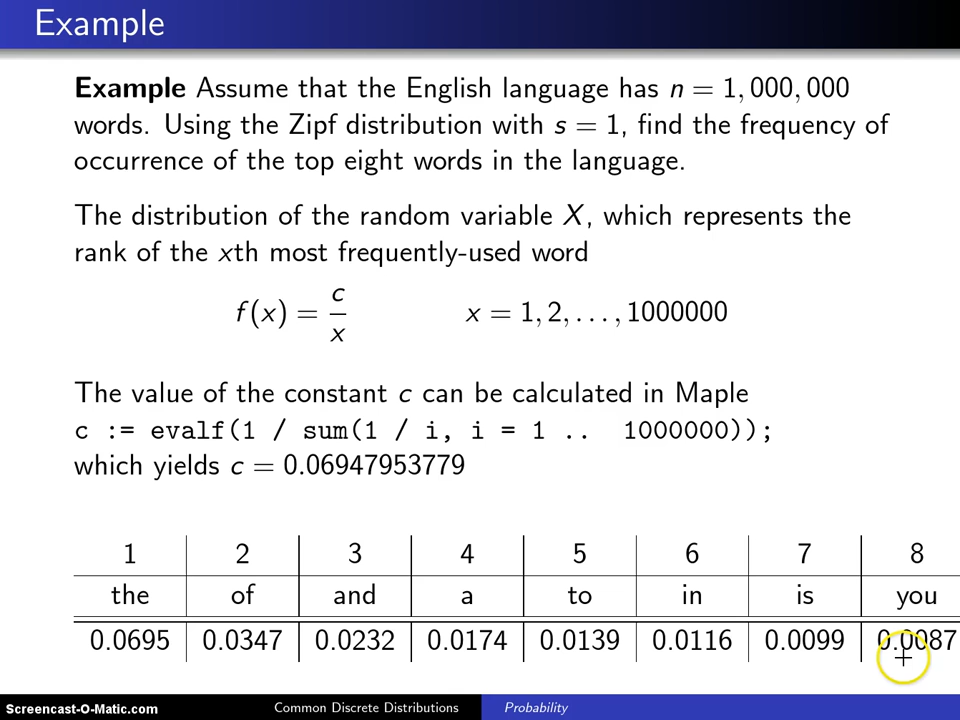 Example
Example Assume that the English language has n = 1, 000, 000
words. Using the Zipf distribution with s = 1, find the frequency of
occurrence of the top eight words in the language.
The distribution of the random variable X, which represents the
rank of the xth most frequently-used word
f(x) = c/x x = 1, 2, . . . , 1000000
The value of the constant c can be calculated in Maple
c := evalf(1 / sum(1 / i, i = 1 .. 1000000));
which yields c = 0.06947953779
1 2 3 4 5 6 7 8
the of and a to in is you
0.0695 0.0347 0.0232 0.0174 0.0139 0.0116 0.0099 0.0087
Screencast-O-Matic.com Common Discrete Distributions Probability